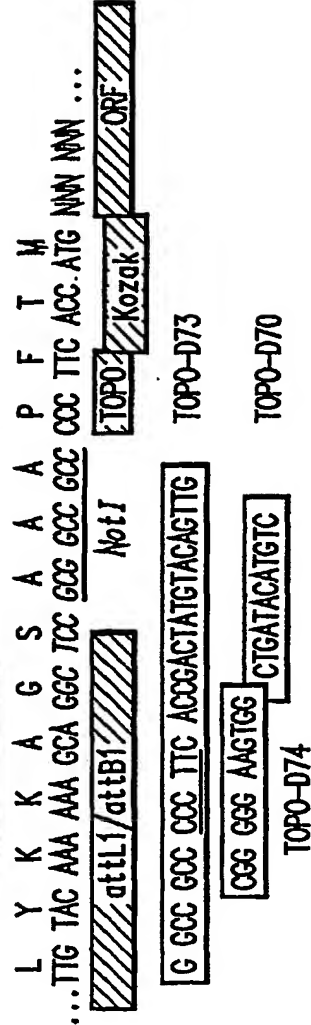 L Y K K A G S A A A P F T M
...TTG TAC AAA AAA GCA GGC TCC GCG GCC GCC CCC TTC ACC.ATG NNN NNN ...
attL1/attB1 NotI TOPO Kozak ORF
G GCC GCC CCC TTC ACCGACTATGTACAGTTG TOPO-D73
CGG GGG AAGTGG CTGATACATGTC TOPO-D70
TOPO-D74